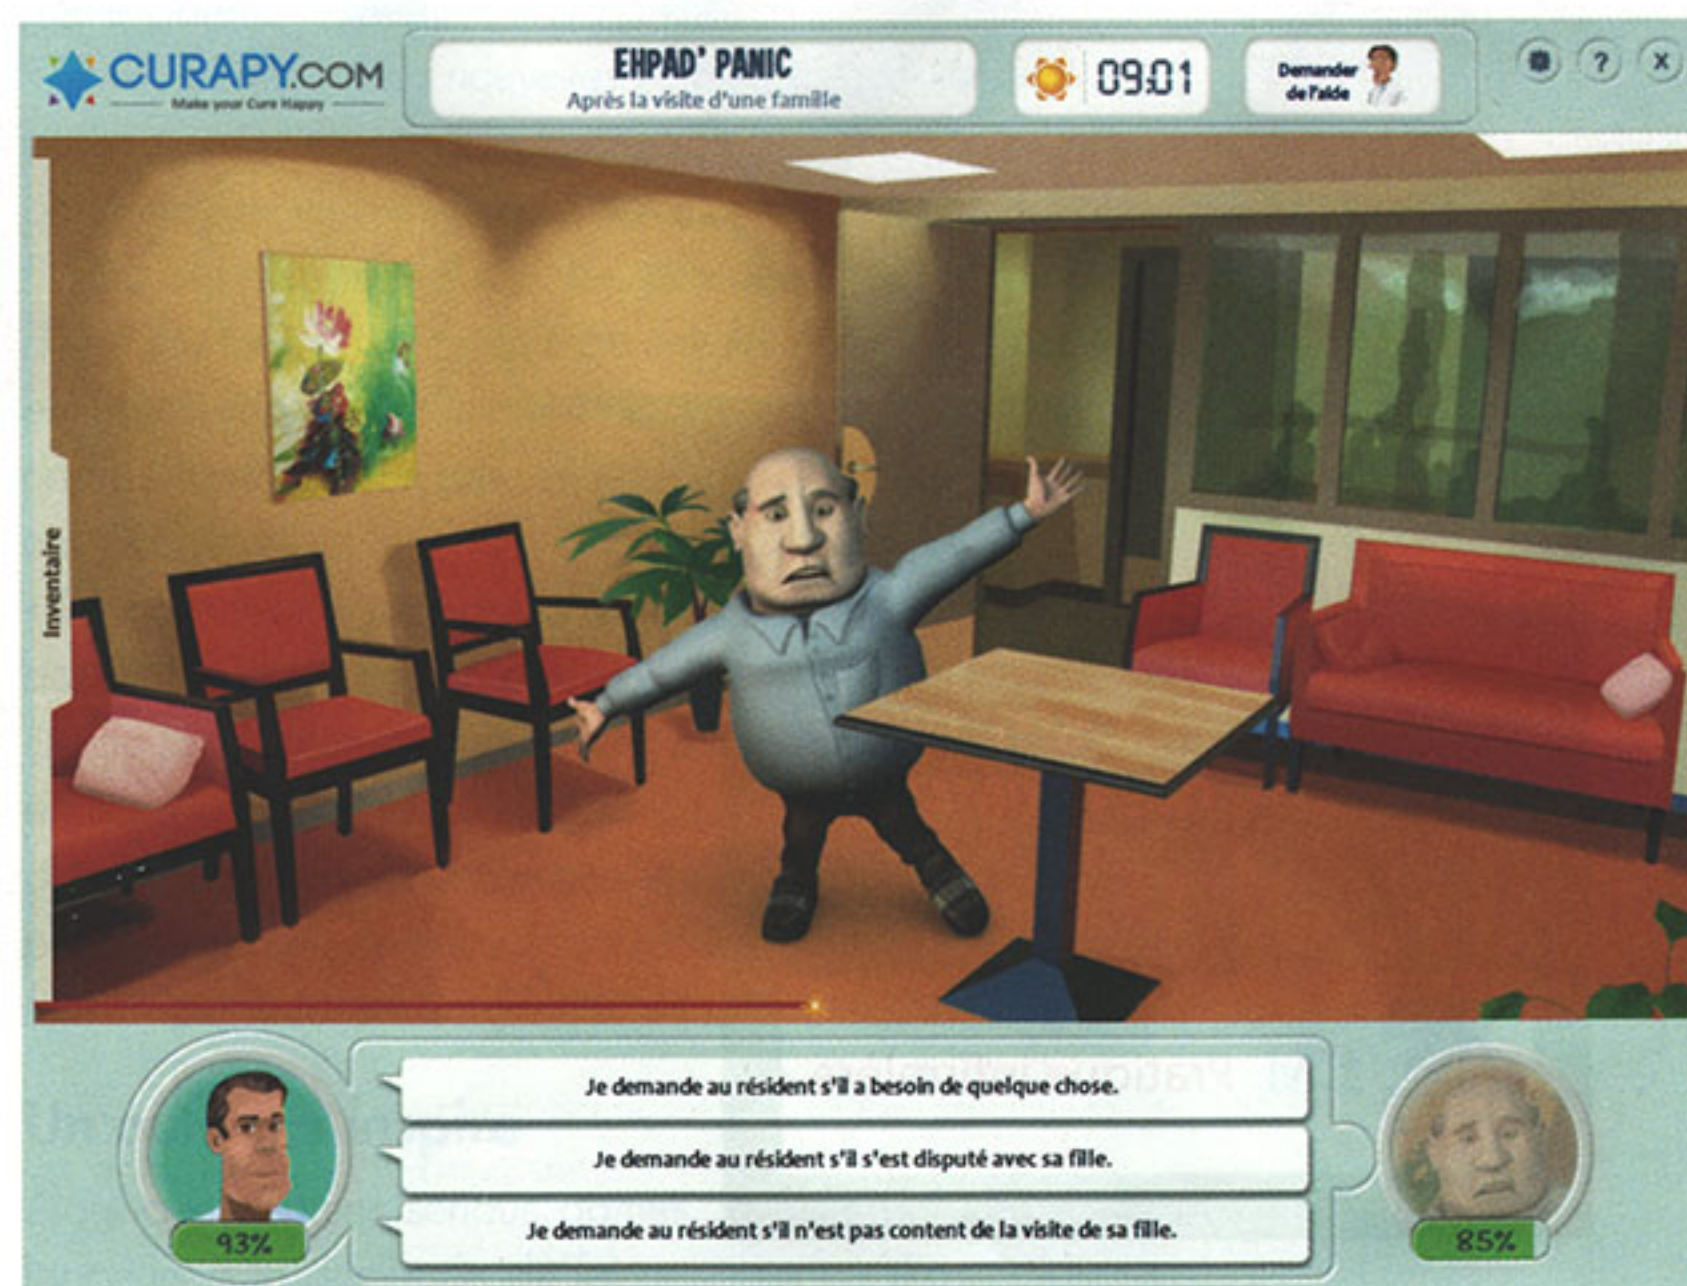 CURAPY.COM
Make your Cure Happy
EHPAD' PANIC
Après la visite d'une famille
09:01
Demander
de l'aide
?
X
Inventaire
Je demande au résident s'il a besoin de quelque chose.
Je demande au résident s'il s'est disputé avec sa fille.
Je demande au résident s'il n'est pas content de la visite de sa fille.
93%
85%